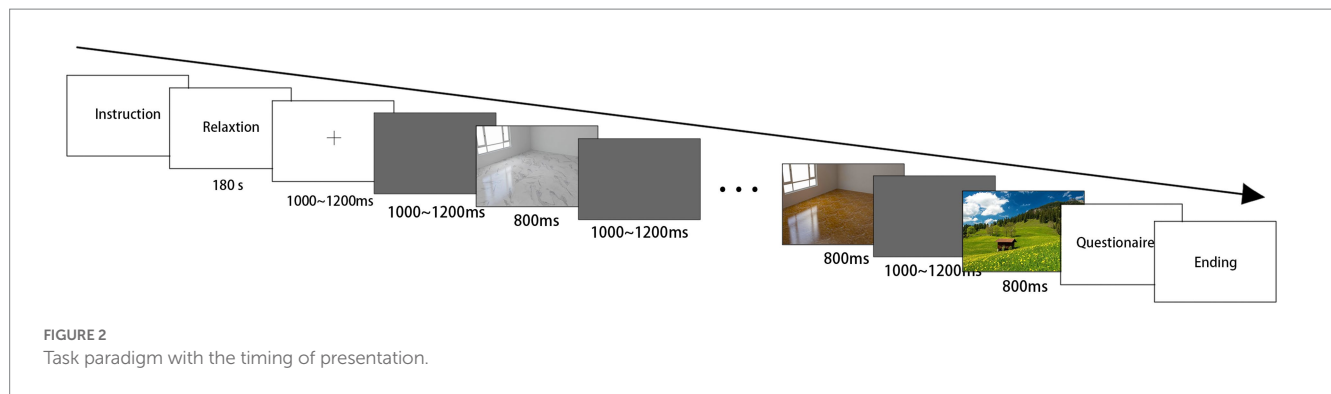 Instruction
Relaxtion
180 s
1000~1200ms
1000~1200ms
800ms
1000~1200ms
...
800ms
1000~1200ms
800ms
Questionaire
Ending
FIGURE 2
Task paradigm with the timing of presentation.